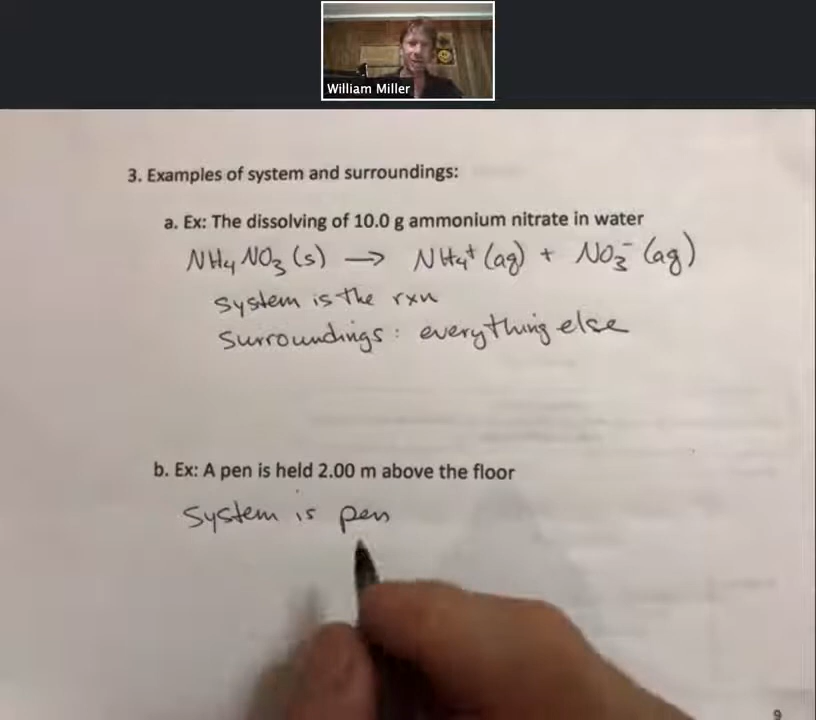 William Miller
3. Examples of system and surroundings:
a. Ex: The dissolving of 10.0 g ammonium nitrate in water
NH4 NO3 (s) → NH4+ (aq) + NO3- (aq)
System is the rxn
Surroundings: everything else
b. Ex: A pen is held 2.00 m above the floor
System is pen
9